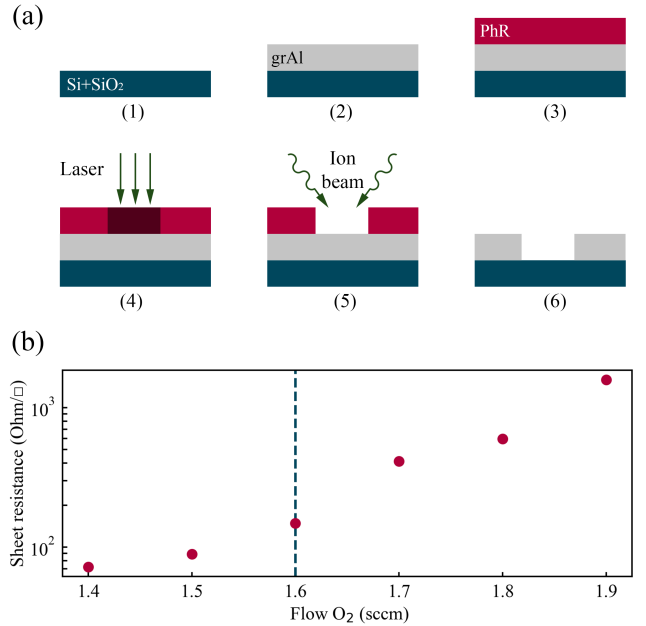 (a)
Si+SiO₂
(1)
grAl
(2)
PhR
(3)
Laser
(4)
Ion
beam
(5)
(6)
(b)
Sheet resistance (Ohm/□)
10³
10²
1.4 1.5 1.6 1.7 1.8 1.9
Flow O₂ (sccm)